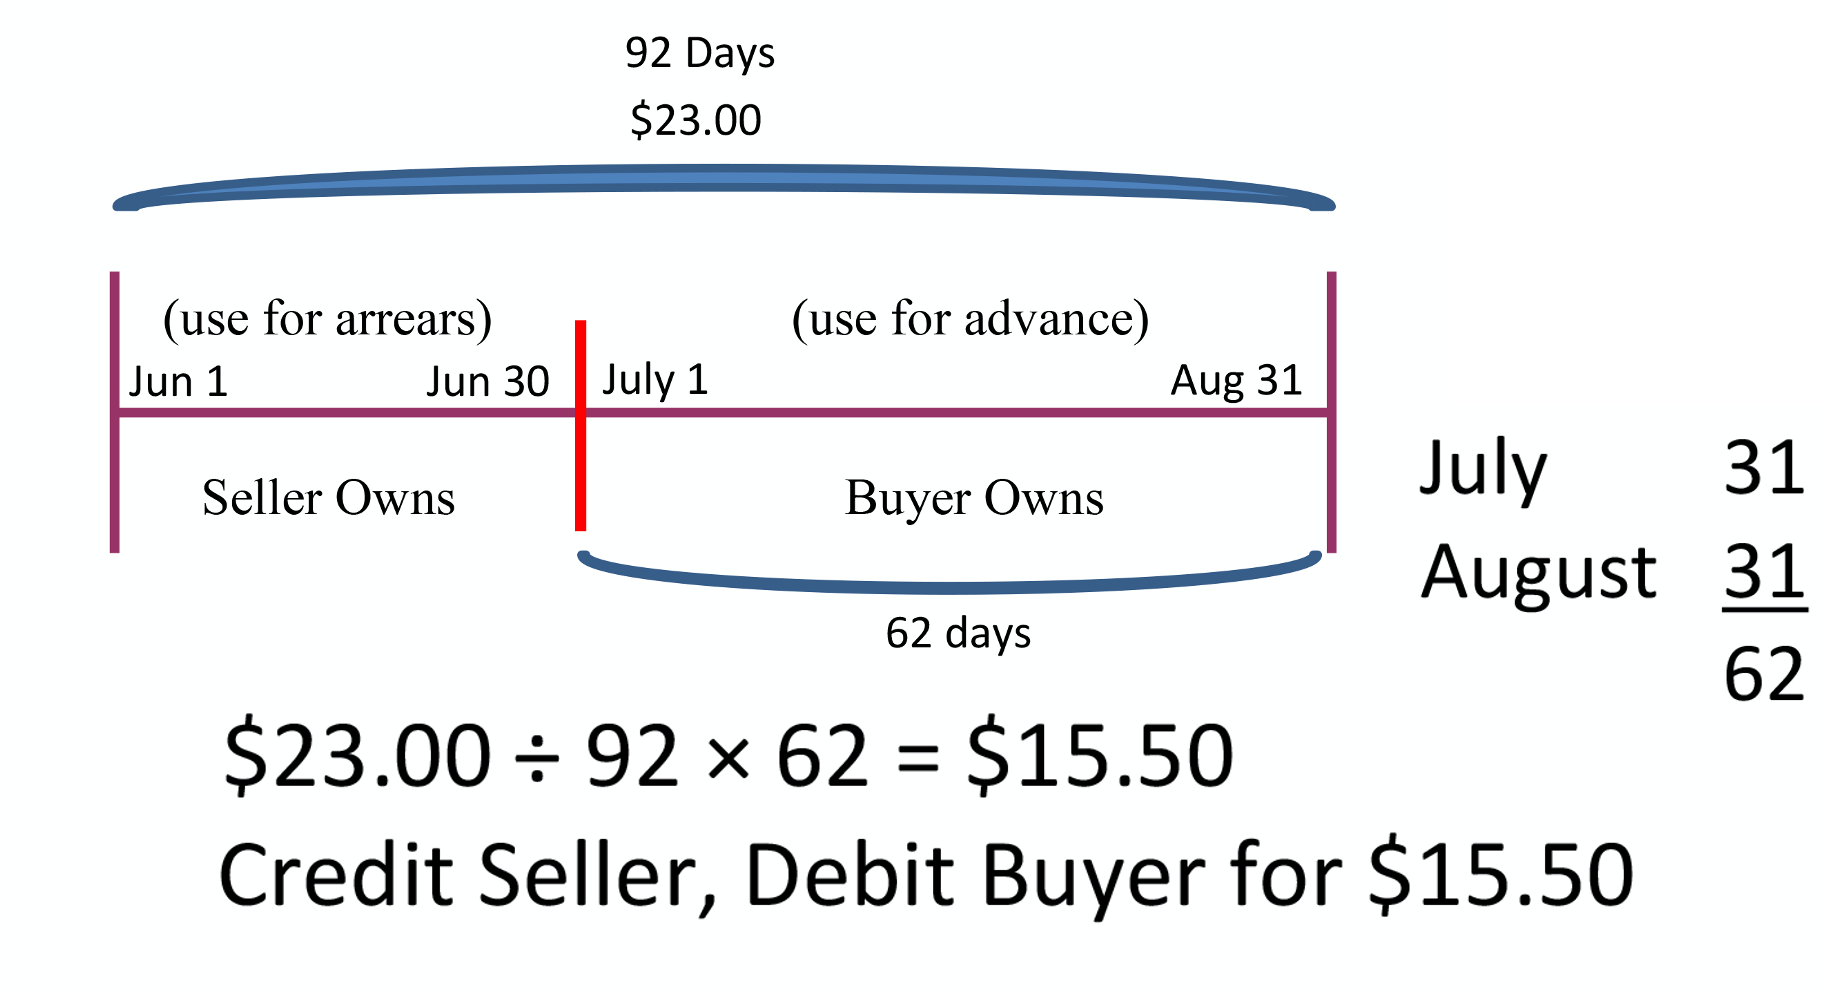 92 Days
$23.00
(use for arrears) (use for advance)
Jun 1 Jun 30 July 1 Aug 31
Seller Owns Buyer Owns
62 days
July 31
August 31
62
$23.00 ÷ 92 × 62 = $15.50
Credit Seller, Debit Buyer for $15.50